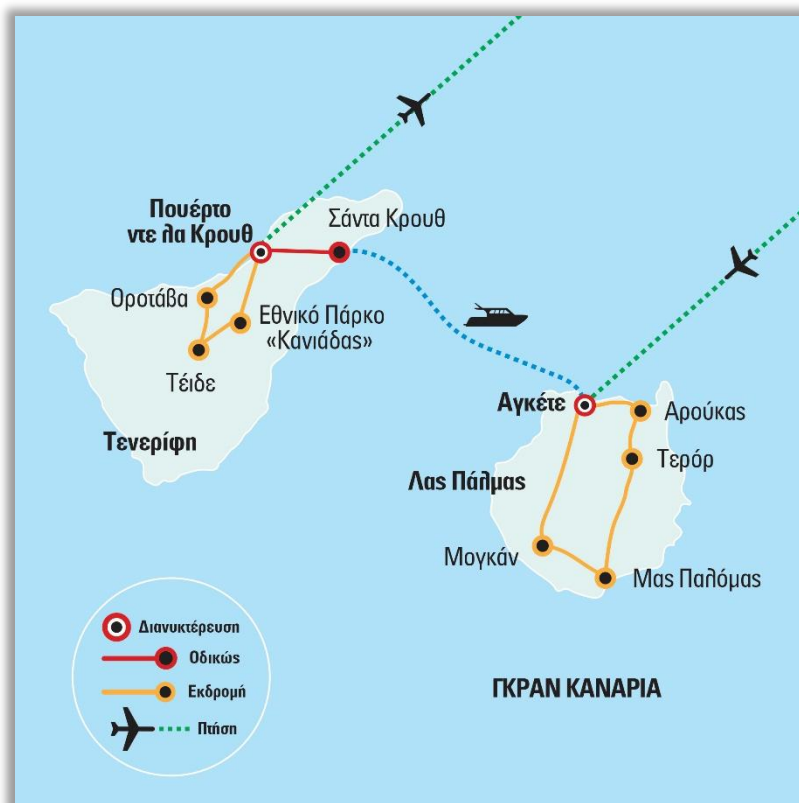 Πουέρτο
ντε λα Κρουθ
Σάντα Κρουθ
Οροτάβα
Εθνικό Πάρκο
«Κανιάδας»
Τέιδε
Τενερίφη
Αγκέτε
Αρούκας
Τερόρ
Λας Πάλμας
Μογκάν
Μας Παλόμας
ΓΚΡΑΝ ΚΑΝΑΡΙΑ
Διανυκτέρευση
Οδικώς
Εκδρομή
Πτήση